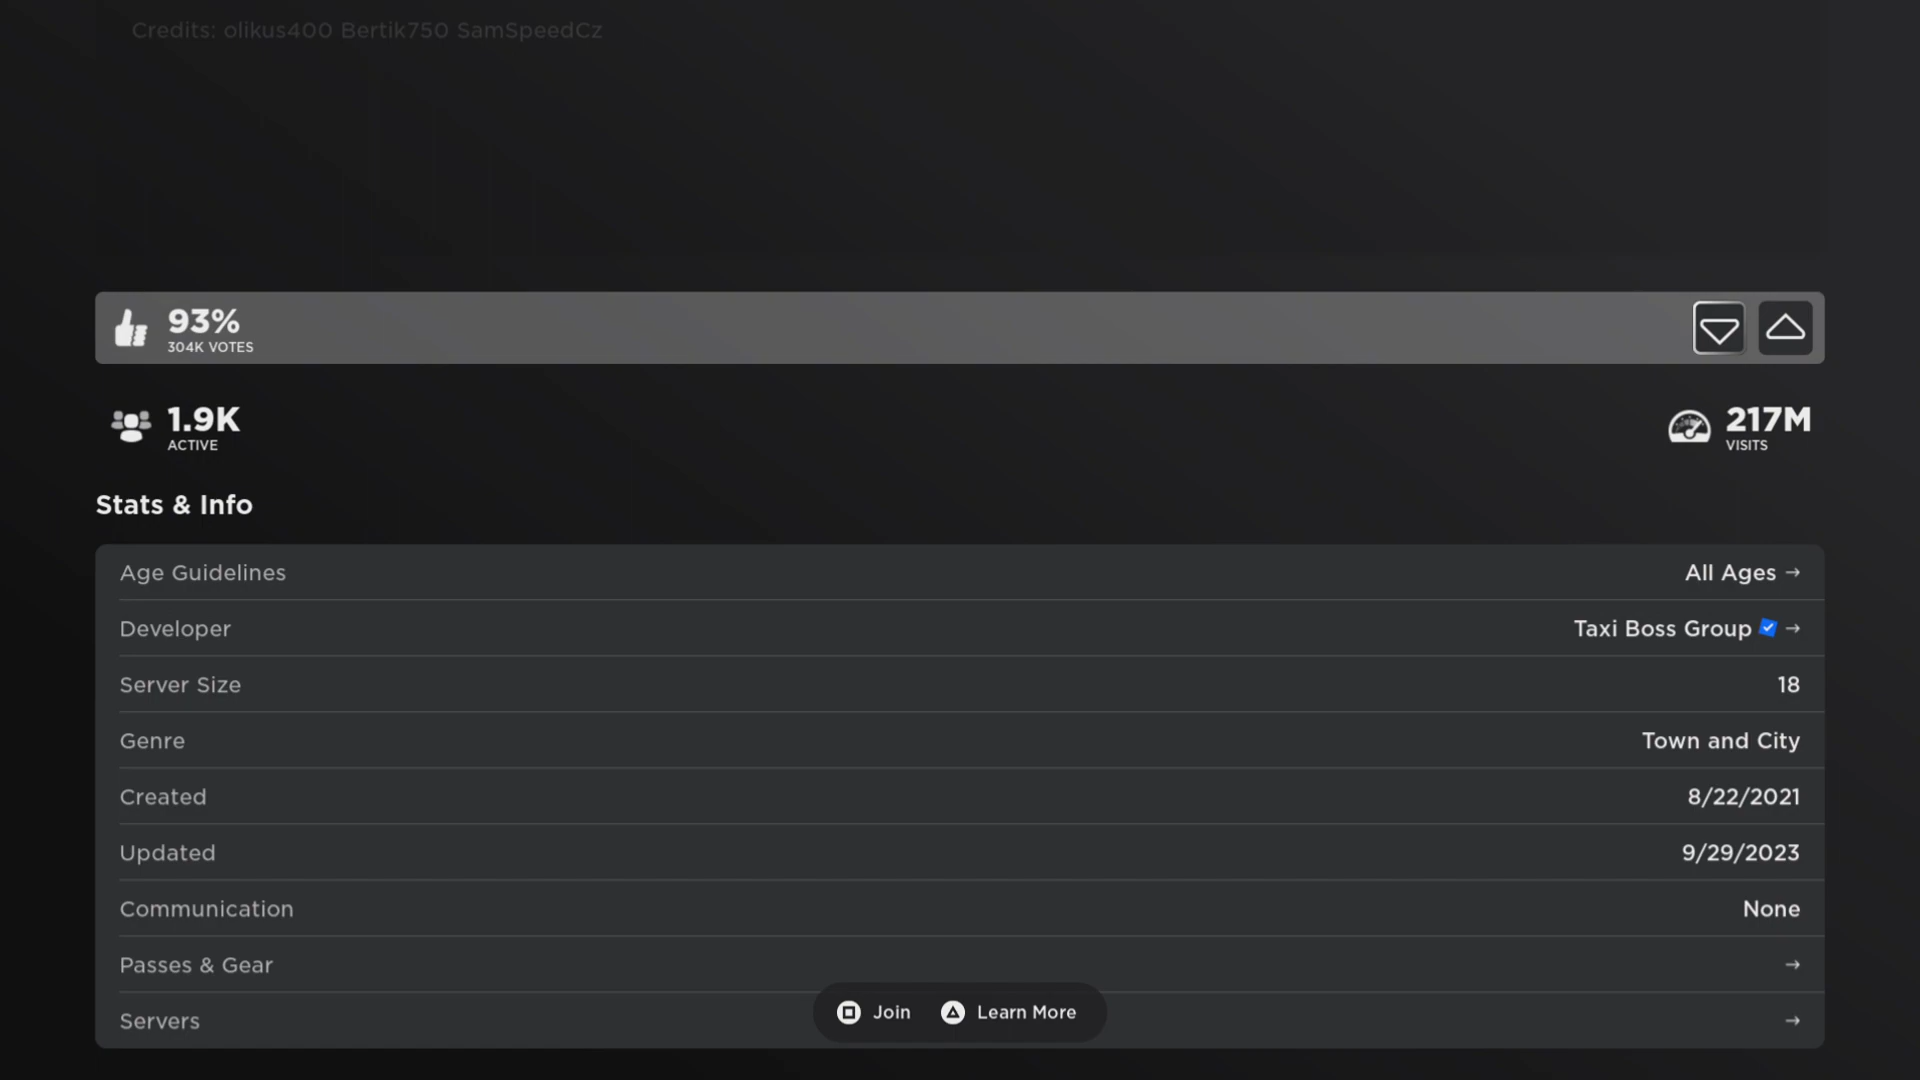 Credits: olikus400 Bertik750 SamSpeedCz
93%
304K VOTES
1.9K
ACTIVE
217M
VISITS
Stats & Info
Age Guidelines All Ages →
Developer Taxi Boss Group →
Server Size 18
Genre Town and City
Created 8/22/2021
Updated 9/29/2023
Communication None
Passes & Gear →
Servers →
Join Learn More